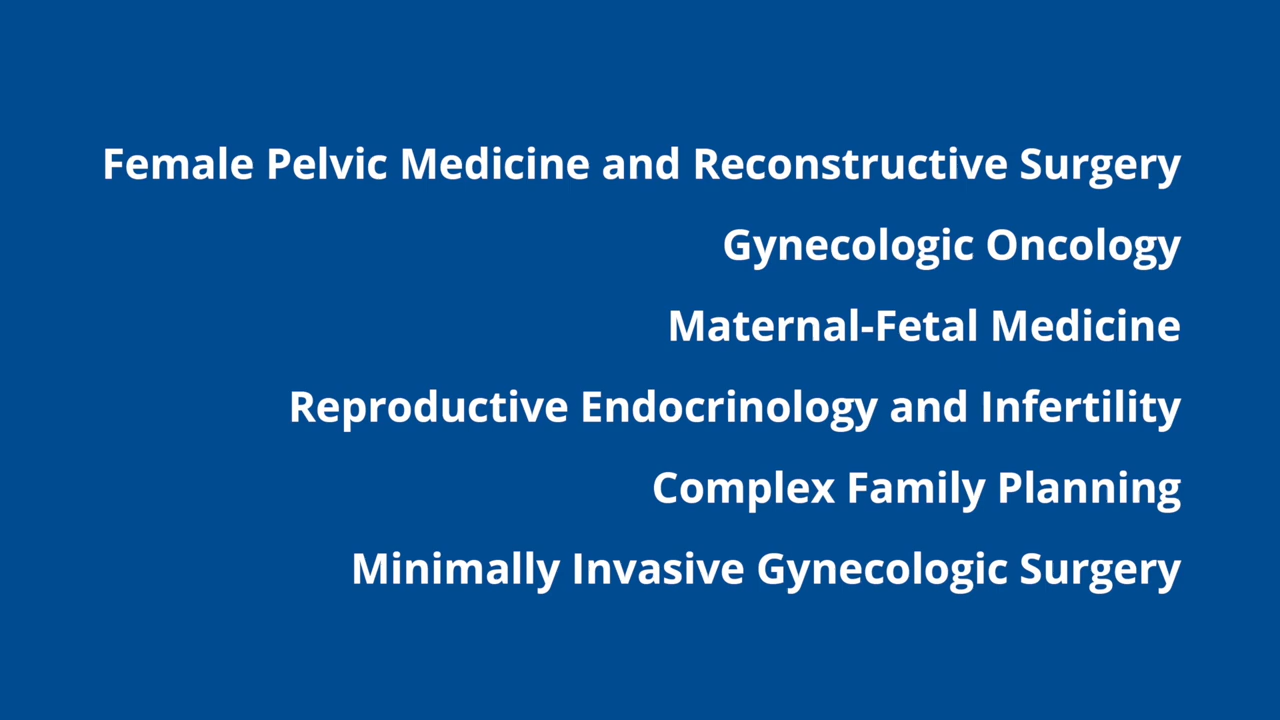 Female Pelvic Medicine and Reconstructive Surgery
Gynecologic Oncology
Maternal-Fetal Medicine
Reproductive Endocrinology and Infertility
Complex Family Planning
Minimally Invasive Gynecologic Surgery